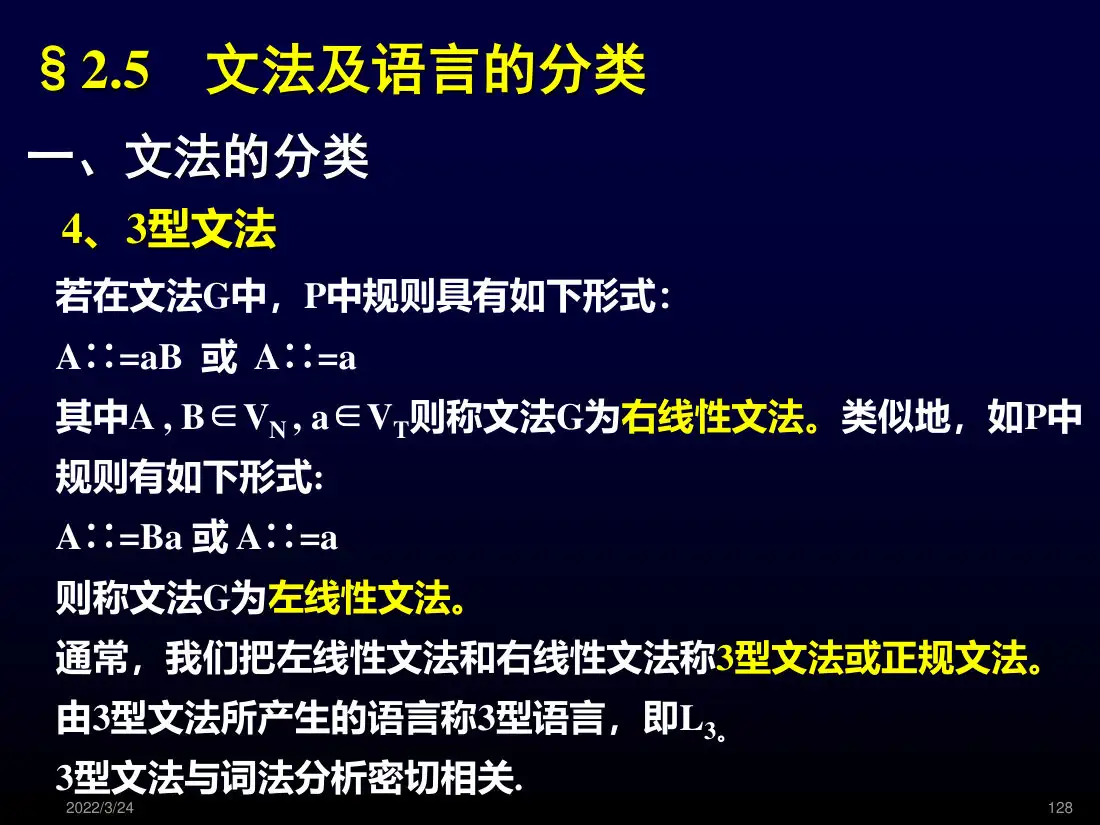 §2.5 文法及语言的分类
一、文法的分类
4、3型文法
若在文法G中，P中规则具有如下形式：
A∷=aB 或 A∷=a
其中A , B∈VN , a∈VT则称文法G为右线性文法。类似地，如P中
规则有如下形式:
A∷=Ba 或 A∷=a
则称文法G为左线性文法。
通常，我们把左线性文法和右线性文法称3型文法或正规文法。
由3型文法所产生的语言称3型语言，即L3。
3型文法与词法分析密切相关.
2022/3/24 128